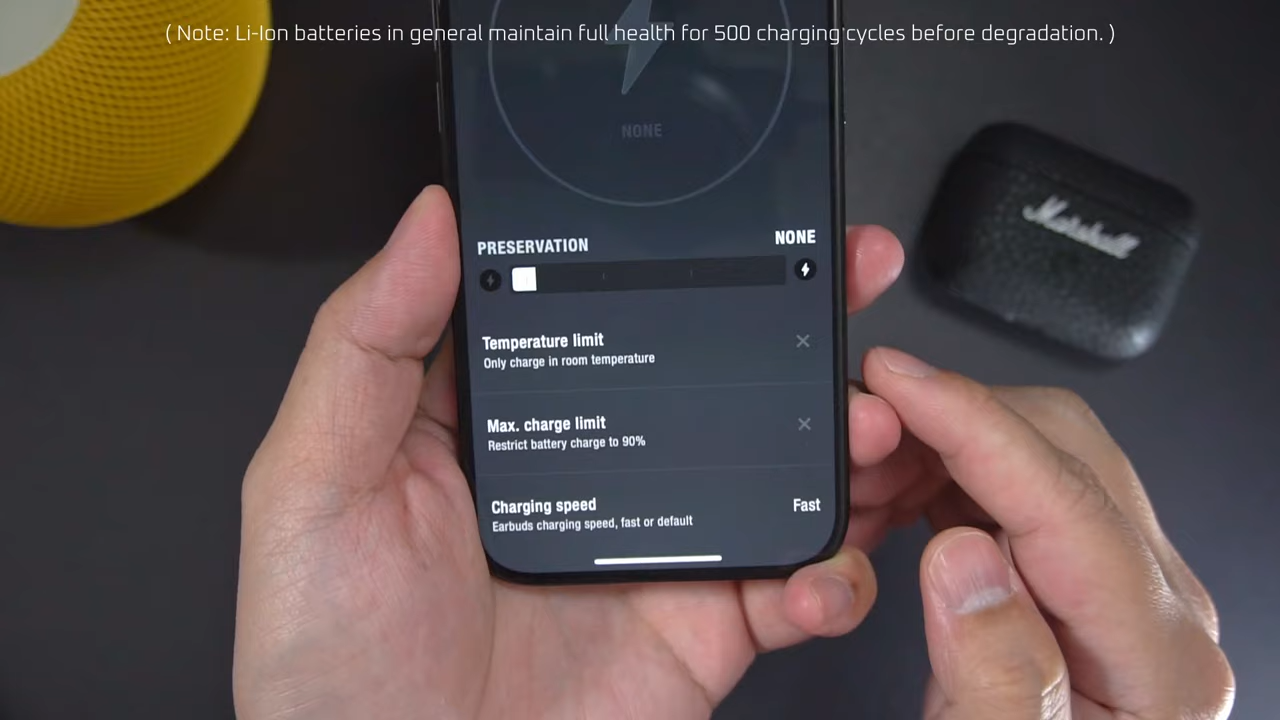 ( Note: Li-Ion batteries in general maintain full health for 500 charging cycles before degradation. )
NONE
PRESERVATION
NONE
Temperature limit
Only charge in room temperature
Max. charge limit
Restrict battery charge to 90%
Charging speed
Fast
Earbuds charging speed, fast or default
Marshall